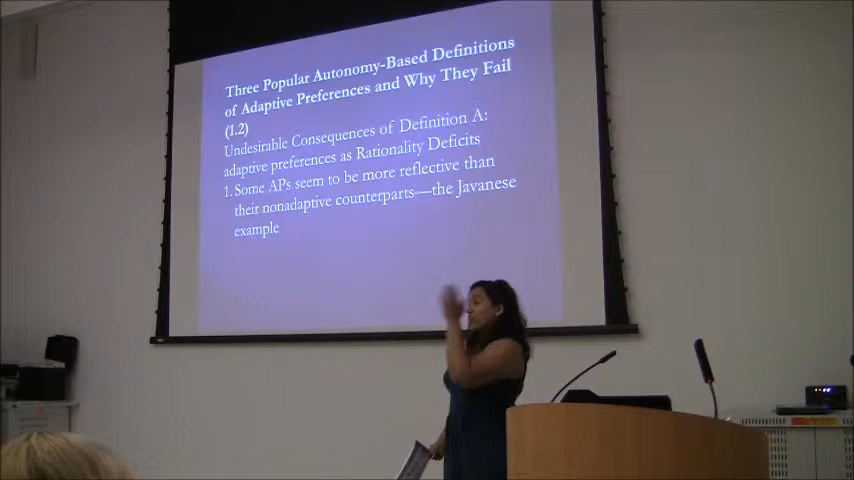 Three Popular Autonomy-Based Definitions
of Adaptive Preferences and Why They Fail
(1.2)
Undesirable Consequences of Definition A:
adaptive preferences as Rationality Deficits
1. Some APs seem to be more reflective than
their nonadaptive counterparts—the Javanese
example